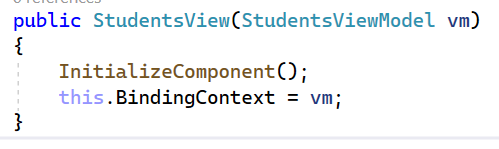 public StudentsView(StudentsViewModel vm)
{
InitializeComponent();
this.BindingContext = vm;
}